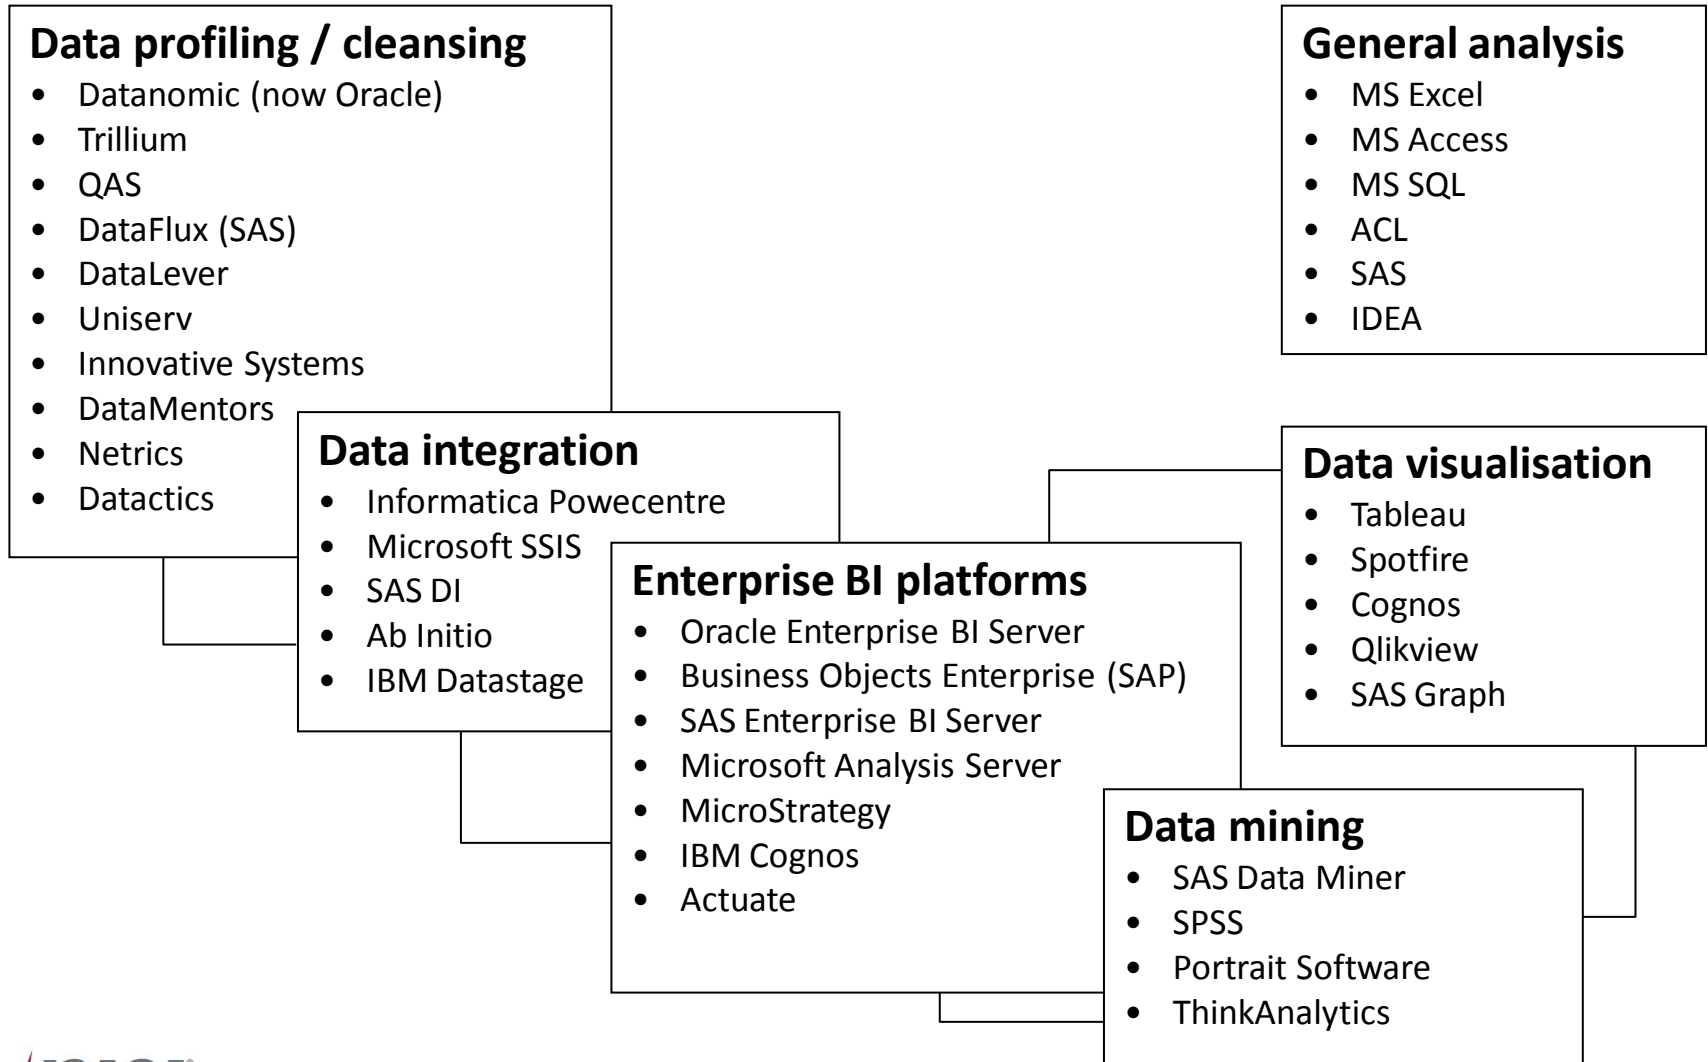 Data profiling / cleansing
• Datanomic (now Oracle)
• Trillium
• QAS
• DataFlux (SAS)
• DataLever
• Uniserv
• Innovative Systems
• DataMentors
• Netrics
• Datactics
Data integration
• Informatica Powecentre
• Microsoft SSIS
• SAS DI
• Ab Initio
• IBM Datastage
Enterprise BI platforms
• Oracle Enterprise BI Server
• Business Objects Enterprise (SAP)
• SAS Enterprise BI Server
• Microsoft Analysis Server
• MicroStrategy
• IBM Cognos
• Actuate
General analysis
• MS Excel
• MS Access
• MS SQL
• ACL
• SAS
• IDEA
Data visualisation
• Tableau
• Spotfire
• Cognos
• Qlikview
• SAS Graph
Data mining
• SAS Data Miner
• SPSS
• Portrait Software
• ThinkAnalytics